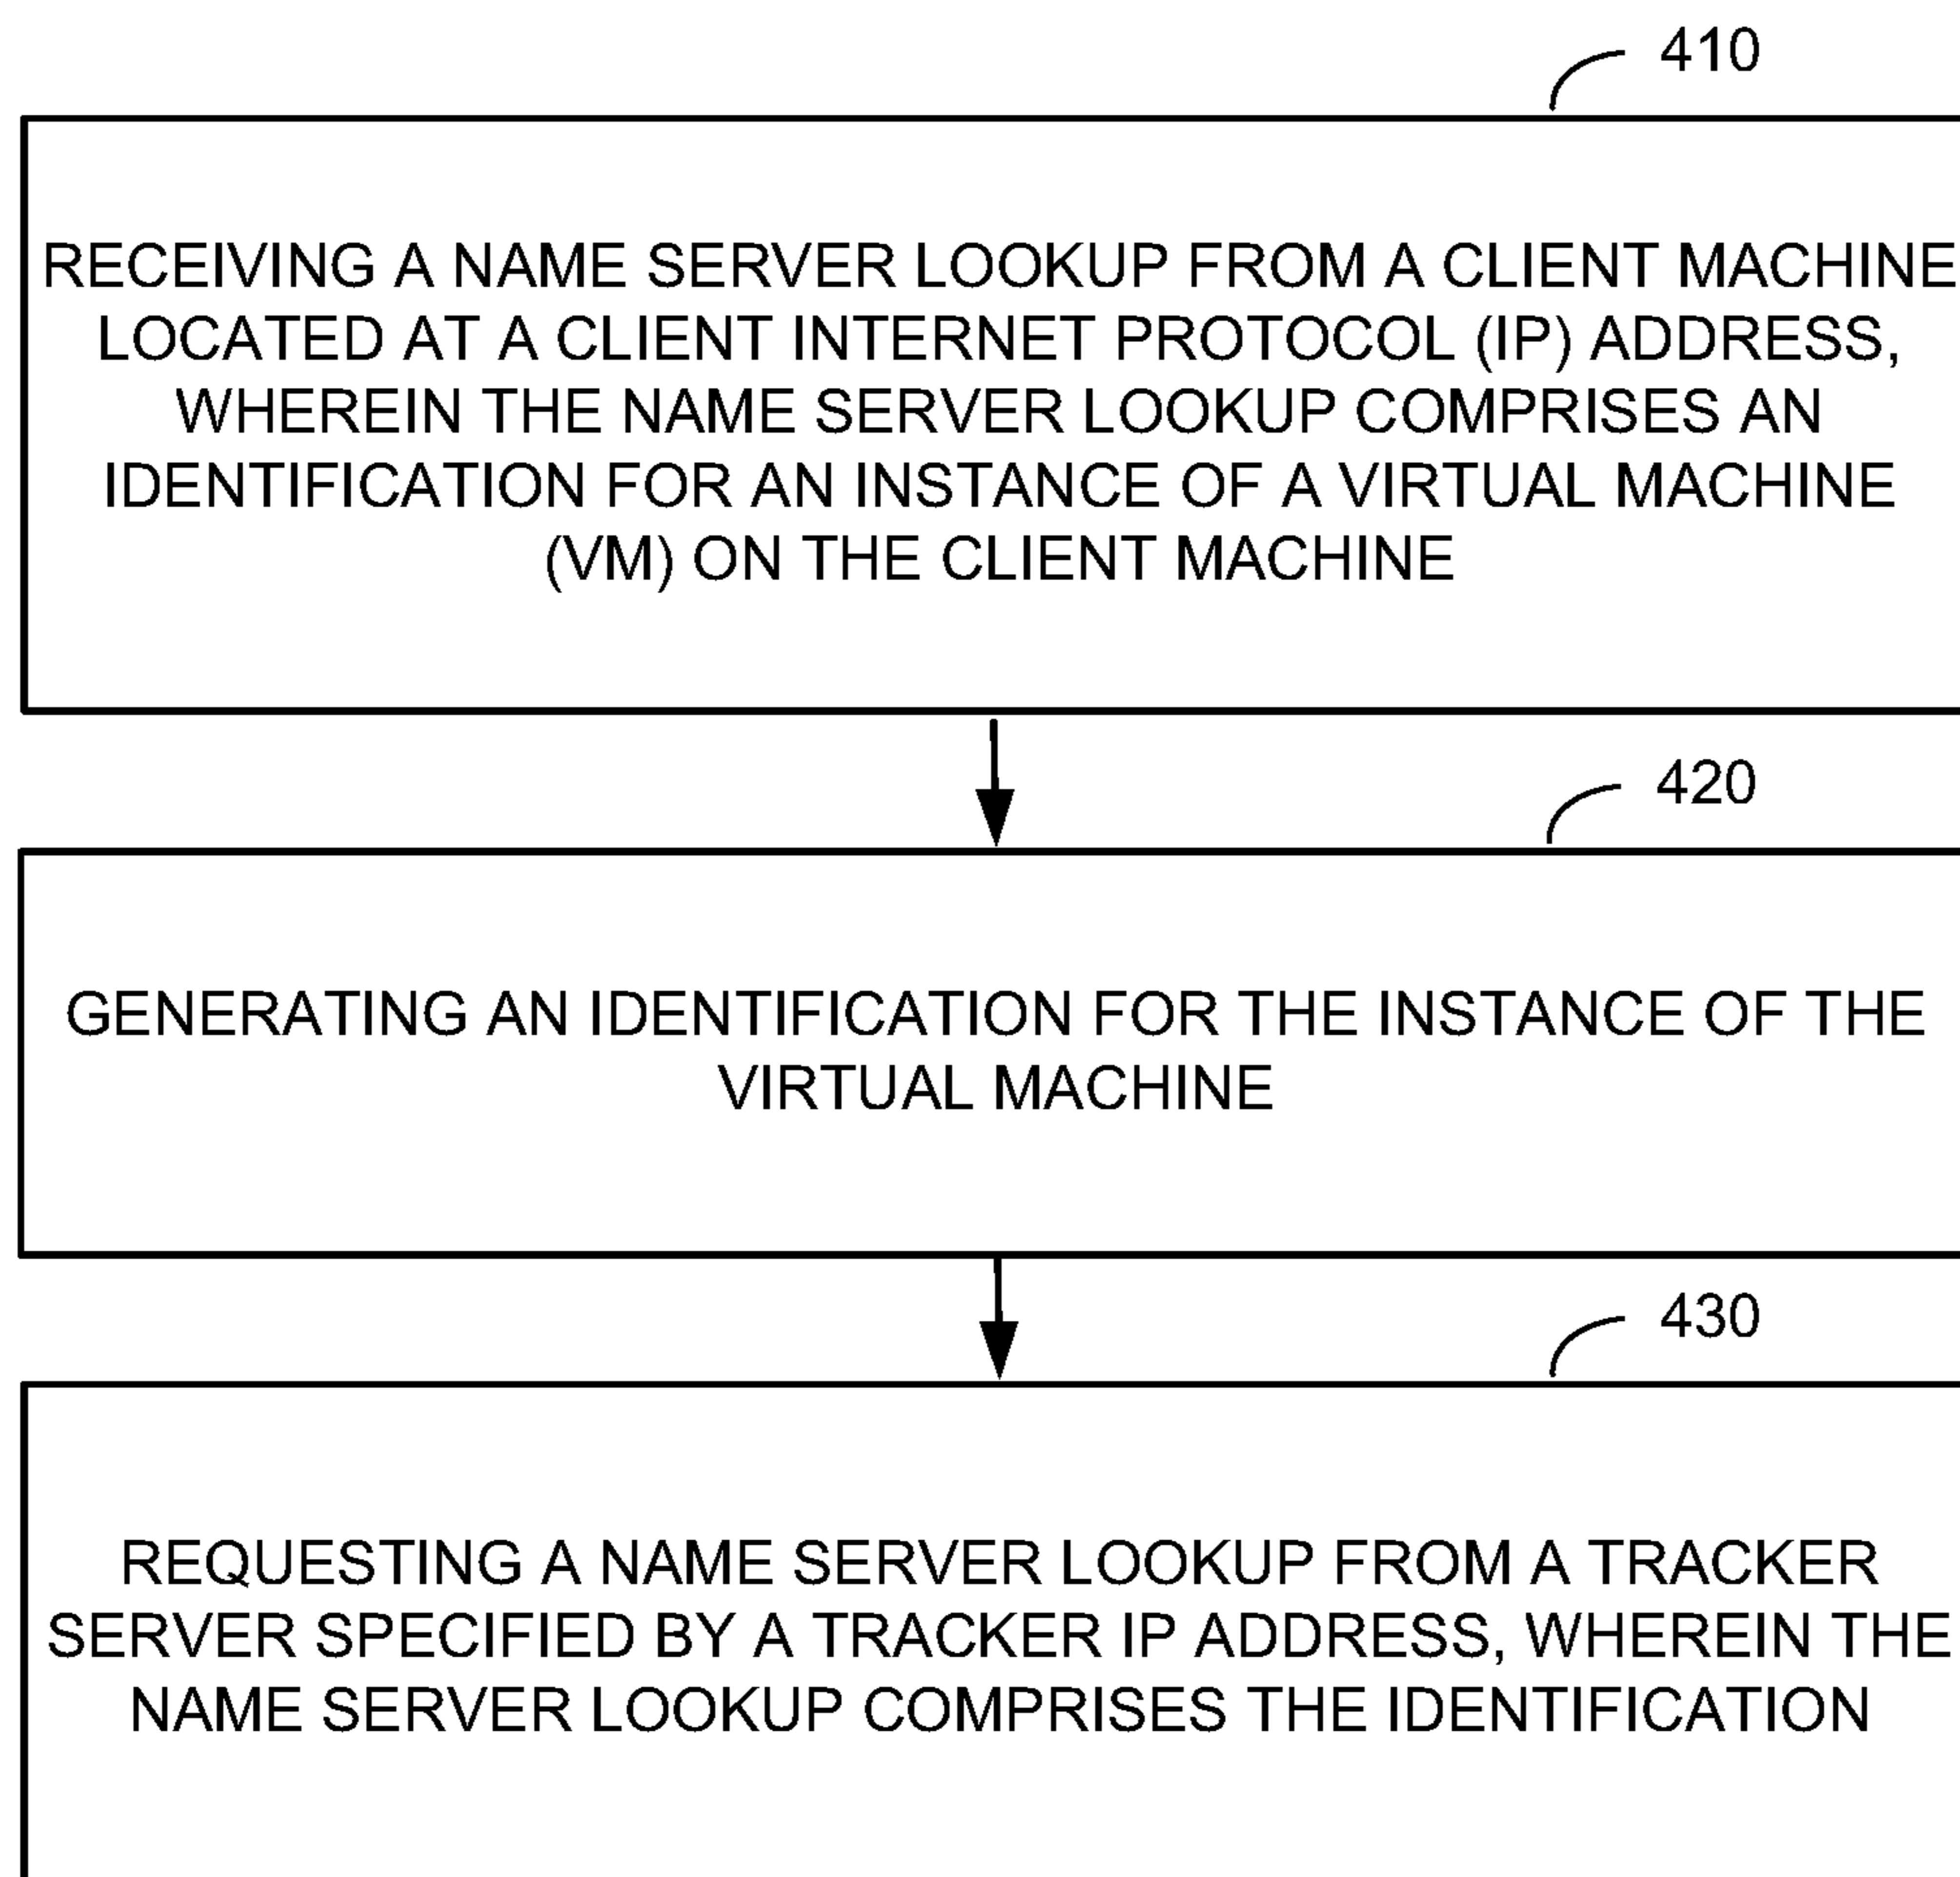 410
RECEIVING A NAME SERVER LOOKUP FROM A CLIENT MACHINE
LOCATED AT A CLIENT INTERNET PROTOCOL (IP) ADDRESS,
WHEREIN THE NAME SERVER LOOKUP COMPRISES AN
IDENTIFICATION FOR AN INSTANCE OF A VIRTUAL MACHINE
(VM) ON THE CLIENT MACHINE
420
GENERATING AN IDENTIFICATION FOR THE INSTANCE OF THE
VIRTUAL MACHINE
430
REQUESTING A NAME SERVER LOOKUP FROM A TRACKER
SERVER SPECIFIED BY A TRACKER IP ADDRESS, WHEREIN THE
NAME SERVER LOOKUP COMPRISES THE IDENTIFICATION